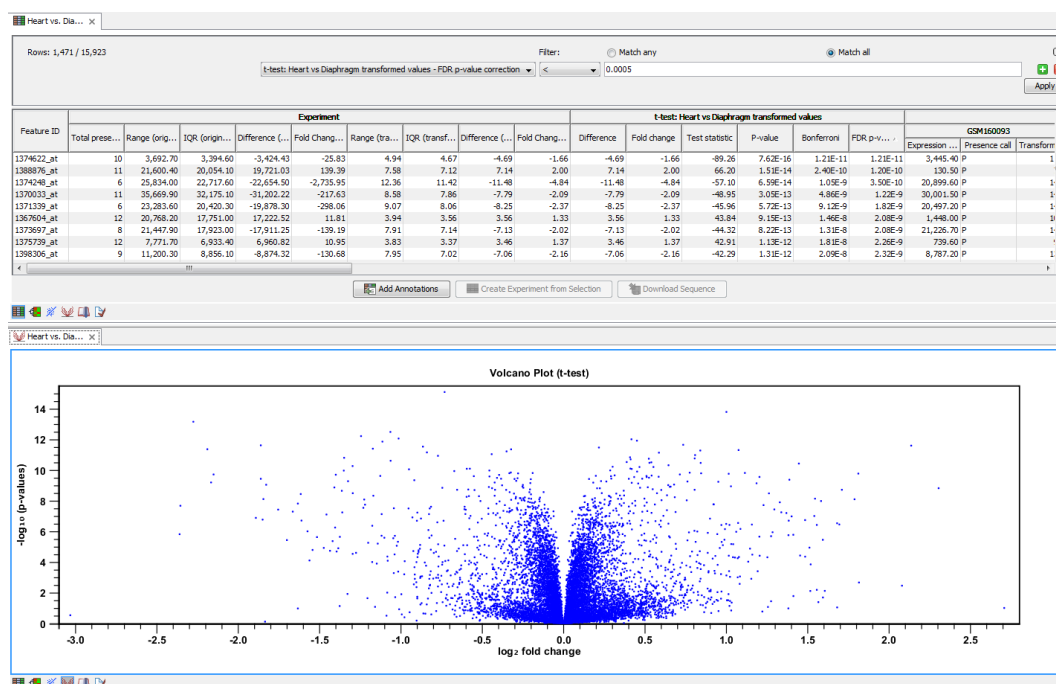 Heart vs. Dia...
Rows: 1,471 / 15,923
Filter:
Match any
Match all
t-test: Heart vs Diaphragm transformed values - FDR p-value correction
<
0.0005
Apply
Feature ID
Experiment
t-test: Heart vs Diaphragm transformed values
GSM160093
Total prese... Range (orig... IQR (origin... Difference (... Fold Chang... Range (tra... IQR (transf... Difference (... Fold Chang... Difference Fold change Test statistic P-value Bonferroni FDR p-v... Expression ... Presence call Transform
1374622_at 10 3,692.70 3,394.60 -3,424.43 -25.83 4.94 4.67 -4.69 -1.66 -4.69 -1.66 -89.26 7.62E-16 1.21E-11 1.21E-11 3,445.40 P 1
1388876_at 11 21,600.40 20,054.10 19,721.03 139.39 7.58 7.12 7.14 2.00 7.14 2.00 66.20 1.51E-14 2.40E-10 1.20E-10 130.50 P
1374248_at 6 25,834.00 22,717.60 -22,654.50 -2,735.95 12.36 11.42 -11.48 -4.84 -11.48 -4.84 -57.10 6.59E-14 1.05E-9 3.50E-10 20,899.60 P 1
1370033_at 11 35,669.90 32,175.10 -31,202.22 -217.63 8.58 7.86 -7.79 -2.09 -7.79 -2.09 -48.95 3.05E-13 4.86E-9 1.22E-9 30,001.50 P 1
1371339_at 6 23,283.60 20,420.30 -19,878.30 -298.06 9.07 8.06 -8.25 -2.37 -8.25 -2.37 -45.96 5.72E-13 9.12E-9 1.82E-9 20,497.20 P 1
1367604_at 12 20,768.20 17,751.00 17,222.52 11.81 3.94 3.56 3.56 1.33 3.56 1.33 43.84 9.15E-13 1.46E-8 2.08E-9 1,448.00 P 1
1373697_at 8 21,447.90 17,923.00 -17,911.25 -139.19 7.91 7.14 -7.13 -2.02 -7.13 -2.02 -44.32 8.22E-13 1.31E-8 2.08E-9 21,226.70 P 1
1375739_at 12 7,771.70 6,933.40 6,960.82 10.95 3.83 3.37 3.46 1.37 3.46 1.37 42.91 1.13E-12 1.81E-8 2.26E-9 739.60 P
1398306_at 9 11,200.30 8,856.10 -8,874.32 -130.68 7.95 7.02 -7.06 -2.16 -7.06 -2.16 -42.29 1.31E-12 2.09E-8 2.32E-9 8,787.20 P 1
Add Annotations
Create Experiment from Selection
Download Sequence
Heart vs. Dia...
Volcano Plot (t-test)
-log10 (p-values)
14
12
10
8
6
4
2
0
-3.0 -2.5 -2.0 -1.5 -1.0 -0.5 0.0 0.5 1.0 1.5 2.0 2.5
log2 fold change